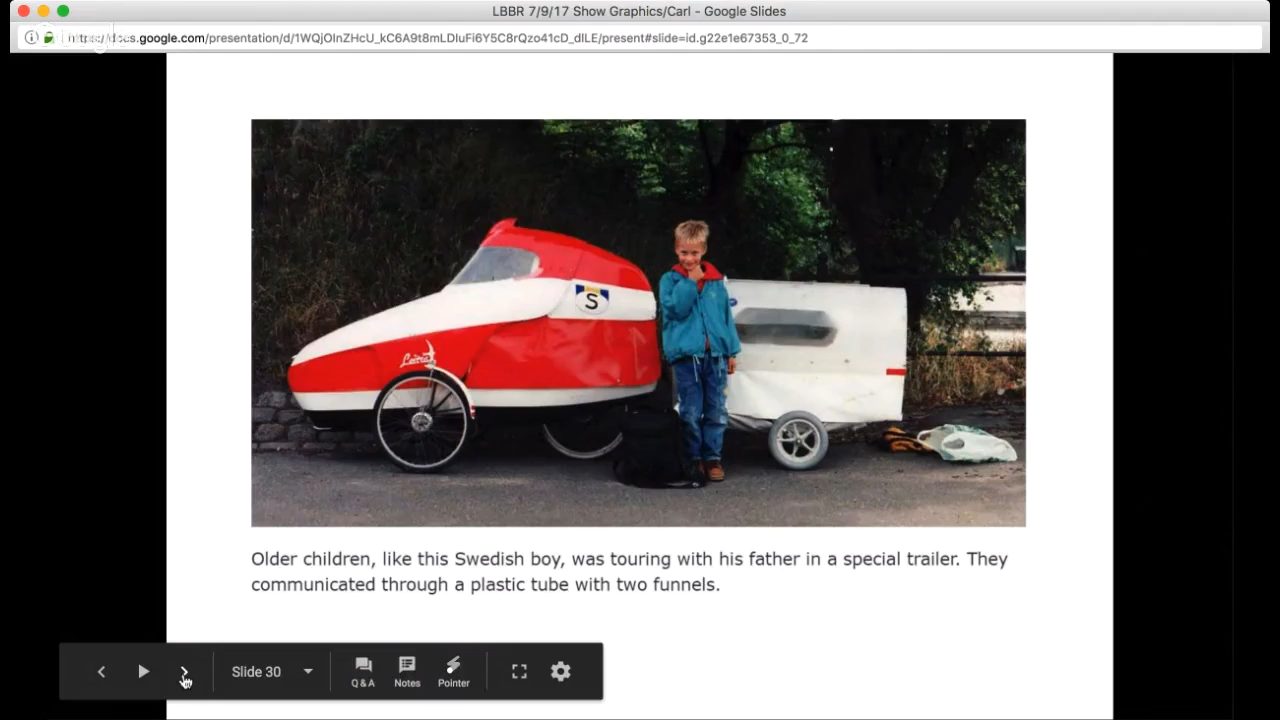 LBBR 7/9/17 Show Graphics/Carl - Google Slides
https://docs.google.com/presentation/d/1WQjOlnZHcU_kC6A9t8mLDluFi6Y5C8rQzo41cD_dILE/present#slide=id.g22e1e67353_0_72
S
Leitra
Older children, like this Swedish boy, was touring with his father in a special trailer. They
communicated through a plastic tube with two funnels.
Slide 30
Q & A
Notes
Pointer